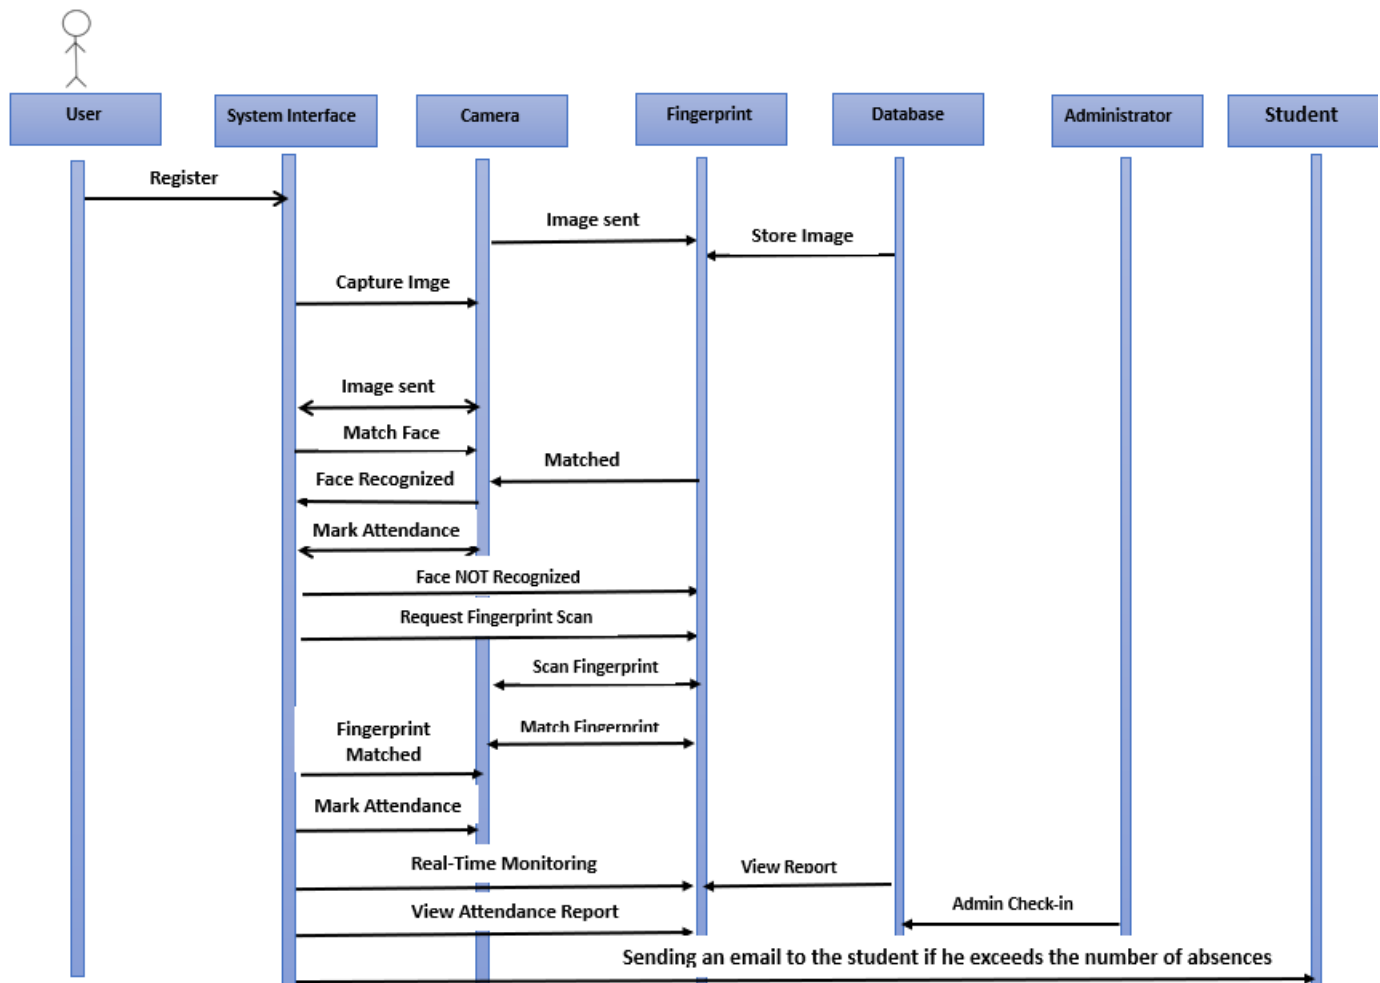 User
System Interface
Camera
Fingerprint
Database
Administrator
Student
Register
Image sent
Store Image
Capture Imge
Image sent
Match Face
Matched
Face Recognized
Mark Attendance
Face NOT Recognized
Request Fingerprint Scan
Scan Fingerprint
Match Fingerprint
Fingerprint
Matched
Mark Attendance
Real-Time Monitoring
View Report
Admin Check-in
View Attendance Report
Sending an email to the student if he exceeds the number of absences